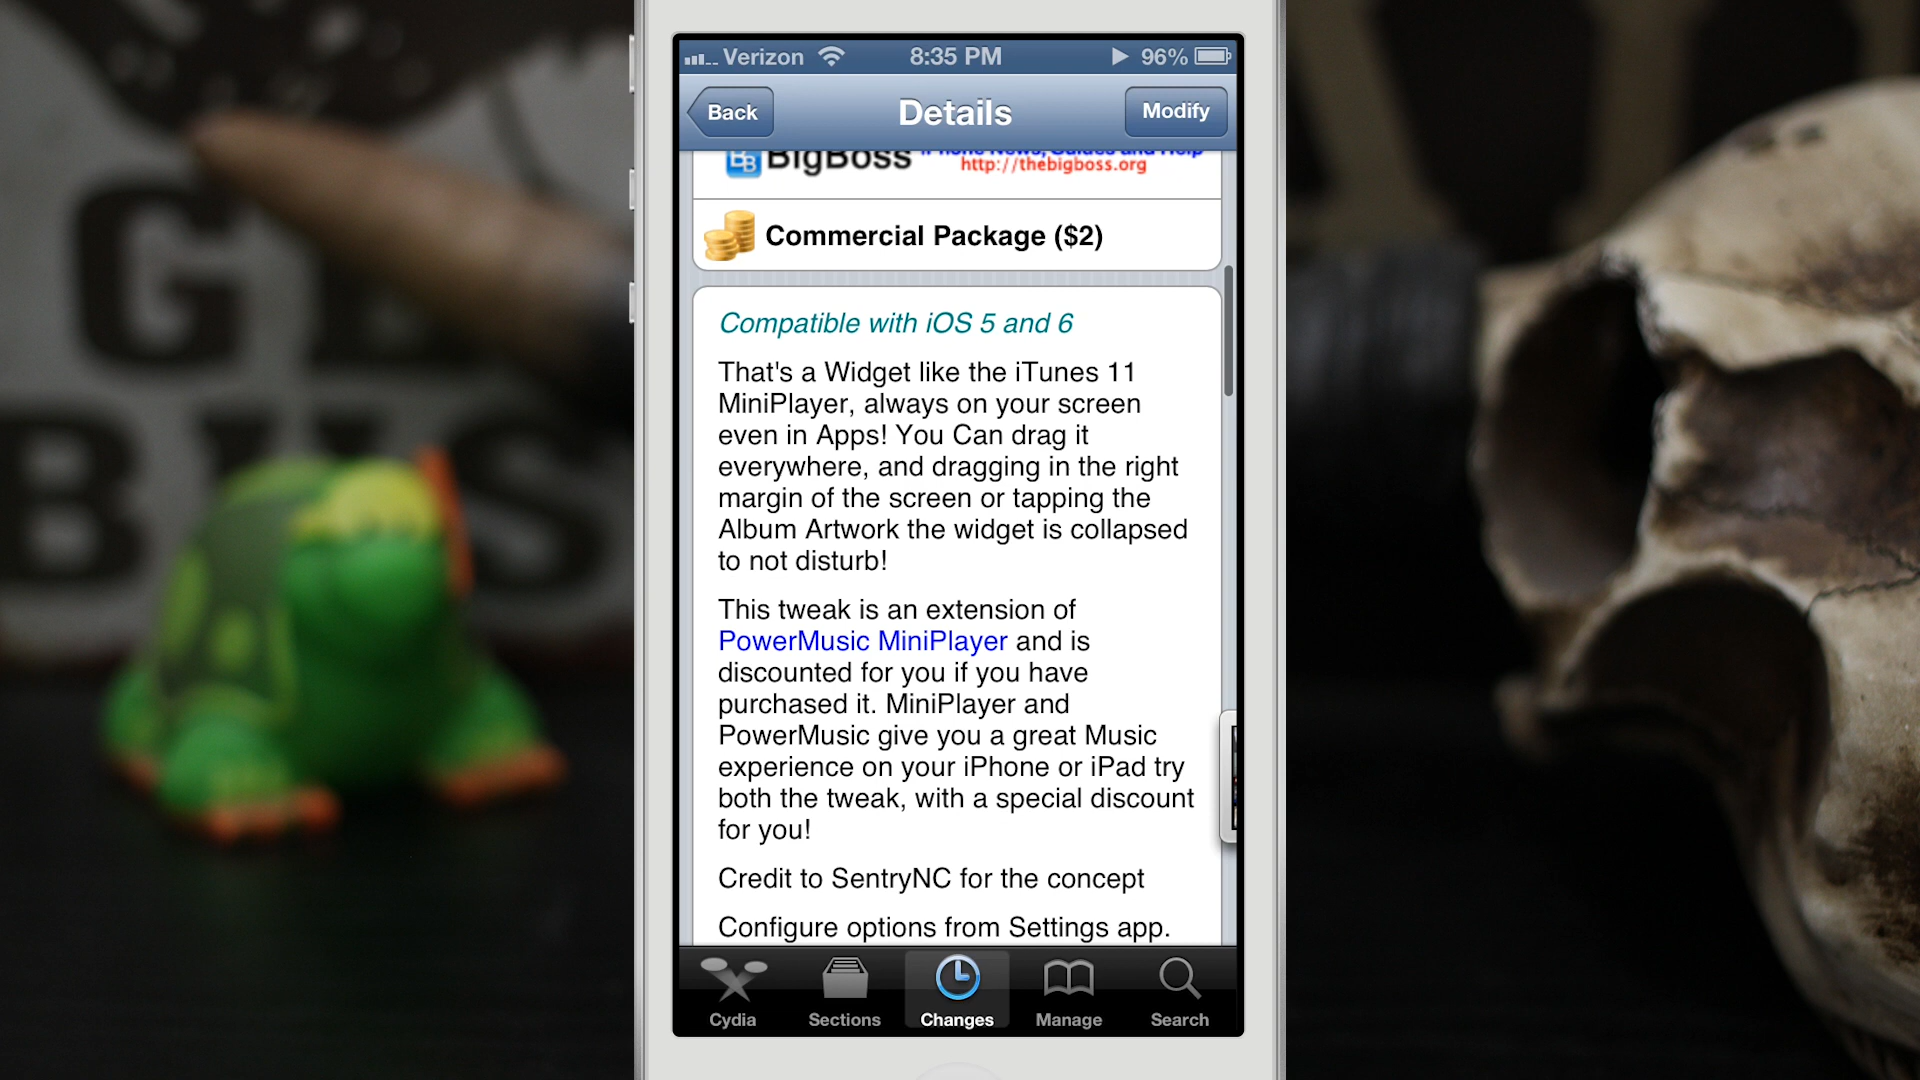 Verizon 8:35 PM 96%
Back Details Modify
BigBoss iPhone News, Guides and Help
http://thebigboss.org
Commercial Package ($2)
Compatible with iOS 5 and 6
That's a Widget like the iTunes 11
MiniPlayer, always on your screen
even in Apps! You Can drag it
everywhere, and dragging in the right
margin of the screen or tapping the
Album Artwork the widget is collapsed
to not disturb!
This tweak is an extension of
PowerMusic MiniPlayer and is
discounted for you if you have
purchased it. MiniPlayer and
PowerMusic give you a great Music
experience on your iPhone or iPad try
both the tweak, with a special discount
for you!
Credit to SentryNC for the concept
Configure options from Settings app.
Cydia Sections Changes Manage Search